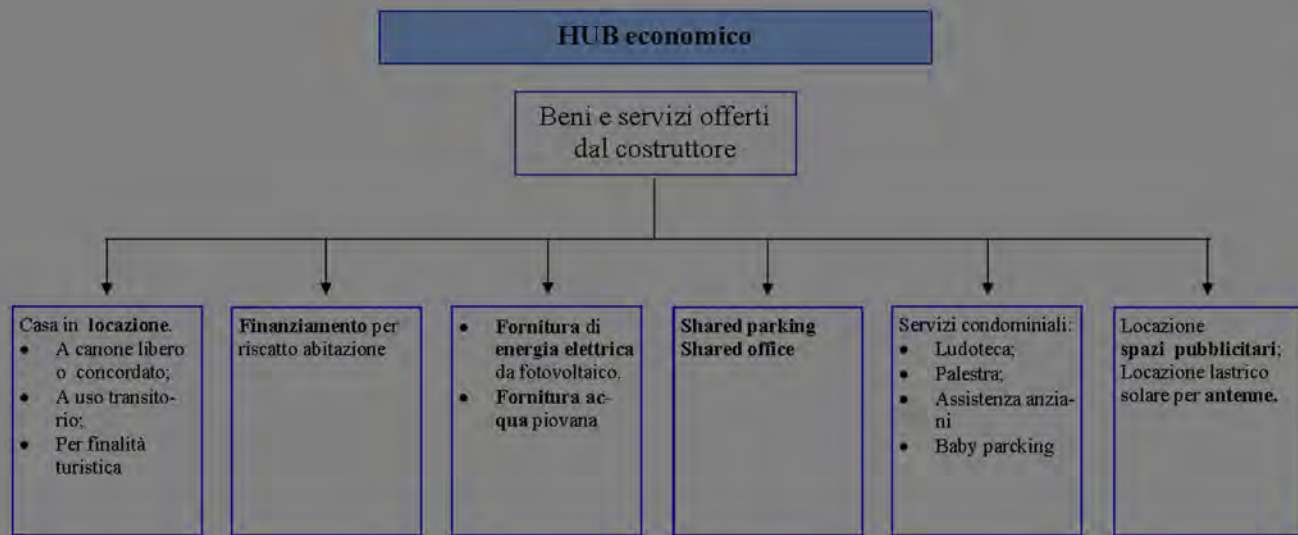 HUB economico
Beni e servizi offerti
dal costruttore
Casa in locazione.
• A canone libero
o concordato;
• A uso transito-
rio;
• Per finalità
turistica
Finanziamento per
riscatto abitazione
• Fornitura di
energia elettrica
da fotovoltaico.
• Fornitura ac-
qua piovana
Shared parking
Shared office
Servizi condominiali:
• Ludoteca;
• Palestra;
• Assistenza anzia-
ni
• Baby parcking
Locazione
spazi pubblicitari;
Locazione lastrico
solare per antenne.